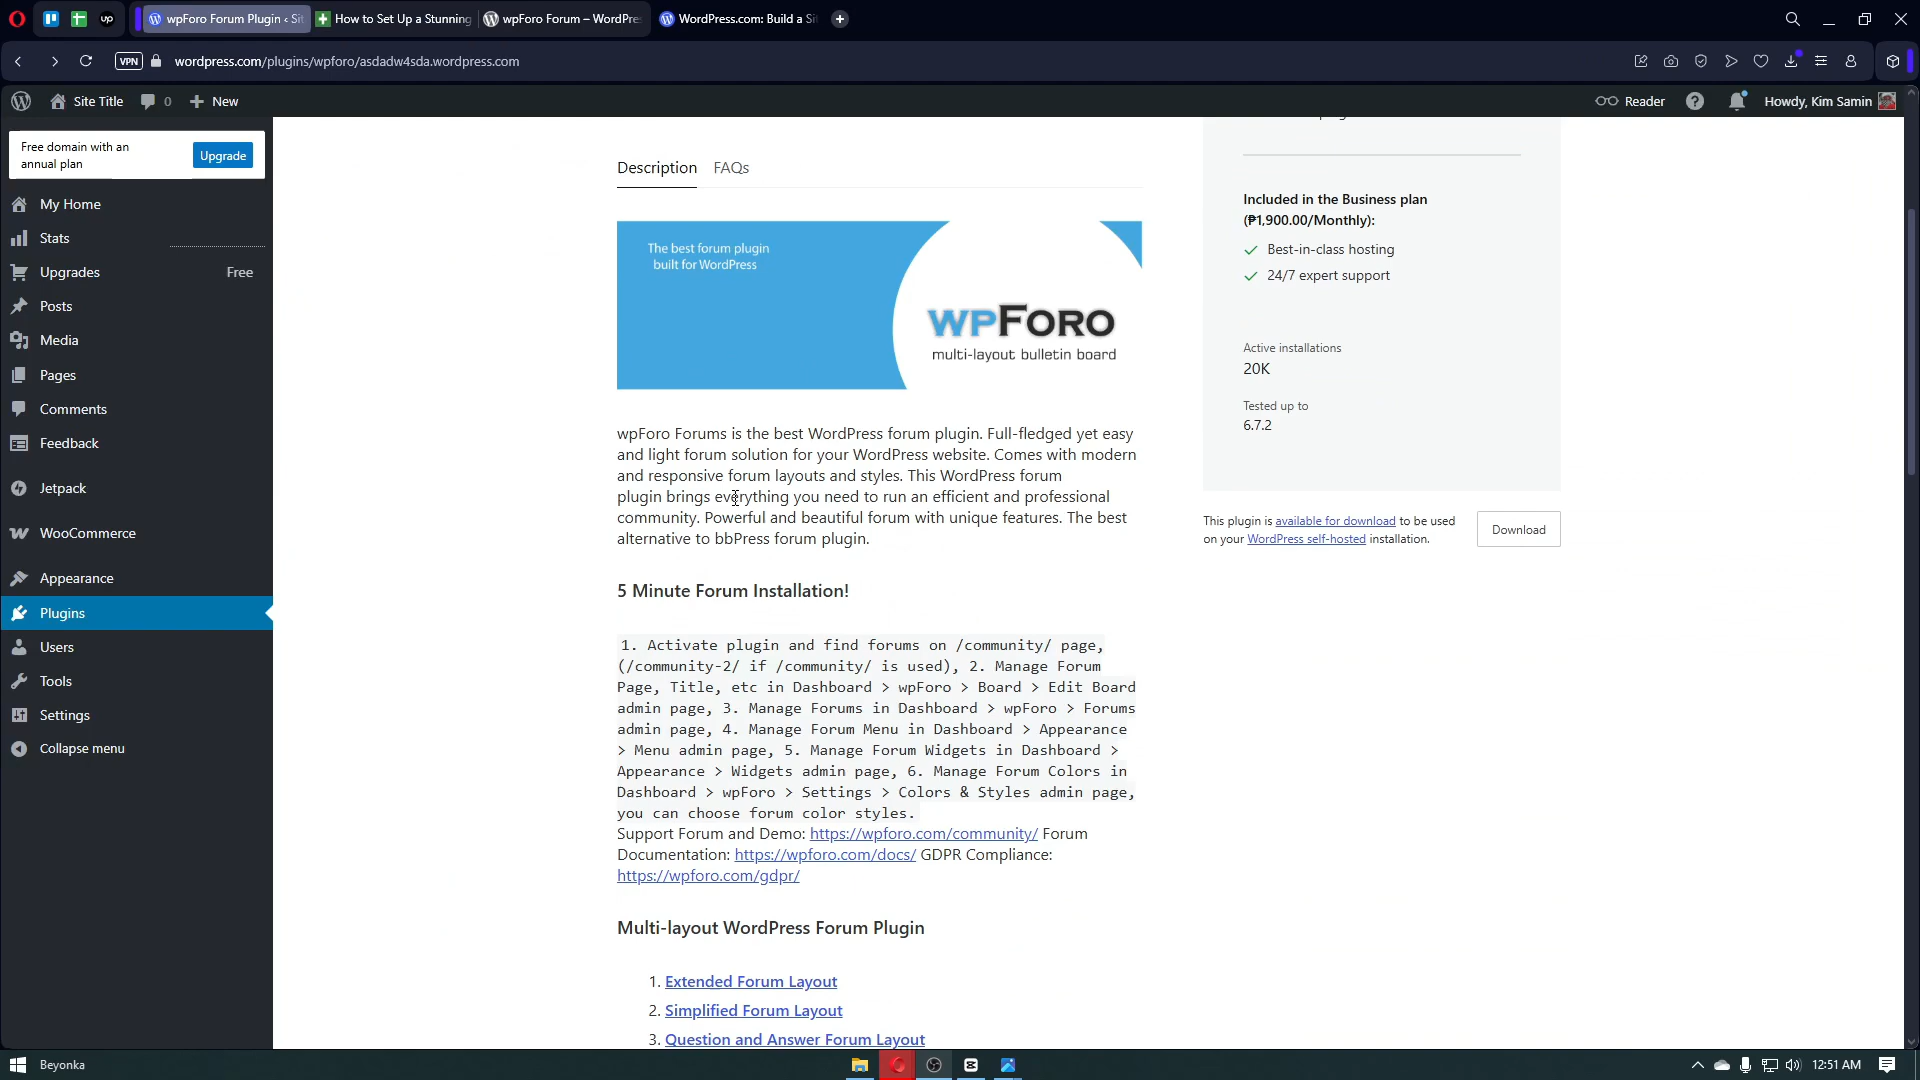 wpForo Forum Plugin ‹ Sit
How to Set Up a Stunning
wpForo Forum – WordPre
WordPress.com: Build a Sit
VPN
wordpress.com/plugins/wpforo/asdadw4sda.wordpress.com
Site Title
0
New
Reader
Howdy, Kim Samin
Free domain with an
annual plan
Upgrade
My Home
Stats
Upgrades
Free
Posts
Media
Pages
Comments
Feedback
Jetpack
WooCommerce
Appearance
Plugins
Users
Tools
Settings
Collapse menu
Description
FAQs
The best forum plugin
built for WordPress
wpForo
multi-layout bulletin board
wpForo Forums is the best WordPress forum plugin. Full-fledged yet easy
and light forum solution for your WordPress website. Comes with modern
and responsive forum layouts and styles. This WordPress forum
plugin brings everything you need to run an efficient and professional
community. Powerful and beautiful forum with unique features. The best
alternative to bbPress forum plugin.
5 Minute Forum Installation!
1. Activate plugin and find forums on /community/ page,
(/community-2/ if /community/ is used), 2. Manage Forum
Page, Title, etc in Dashboard > wpForo > Board > Edit Board
admin page, 3. Manage Forums in Dashboard > wpForo > Forums
admin page, 4. Manage Forum Menu in Dashboard > Appearance
> Menu admin page, 5. Manage Forum Widgets in Dashboard >
Appearance > Widgets admin page, 6. Manage Forum Colors in
Dashboard > wpForo > Settings > Colors & Styles admin page,
you can choose forum color styles.
Support Forum and Demo: https://wpforo.com/community/ Forum
Documentation: https://wpforo.com/docs/ GDPR Compliance:
https://wpforo.com/gdpr/
Multi-layout WordPress Forum Plugin
1. Extended Forum Layout
2. Simplified Forum Layout
3. Question and Answer Forum Layout
Included in the Business plan
(₱1,900.00/Monthly):
Best-in-class hosting
24/7 expert support
Active installations
20K
Tested up to
6.7.2
This plugin is available for download to be used
on your WordPress self-hosted installation.
Download
Beyonka
12:51 AM